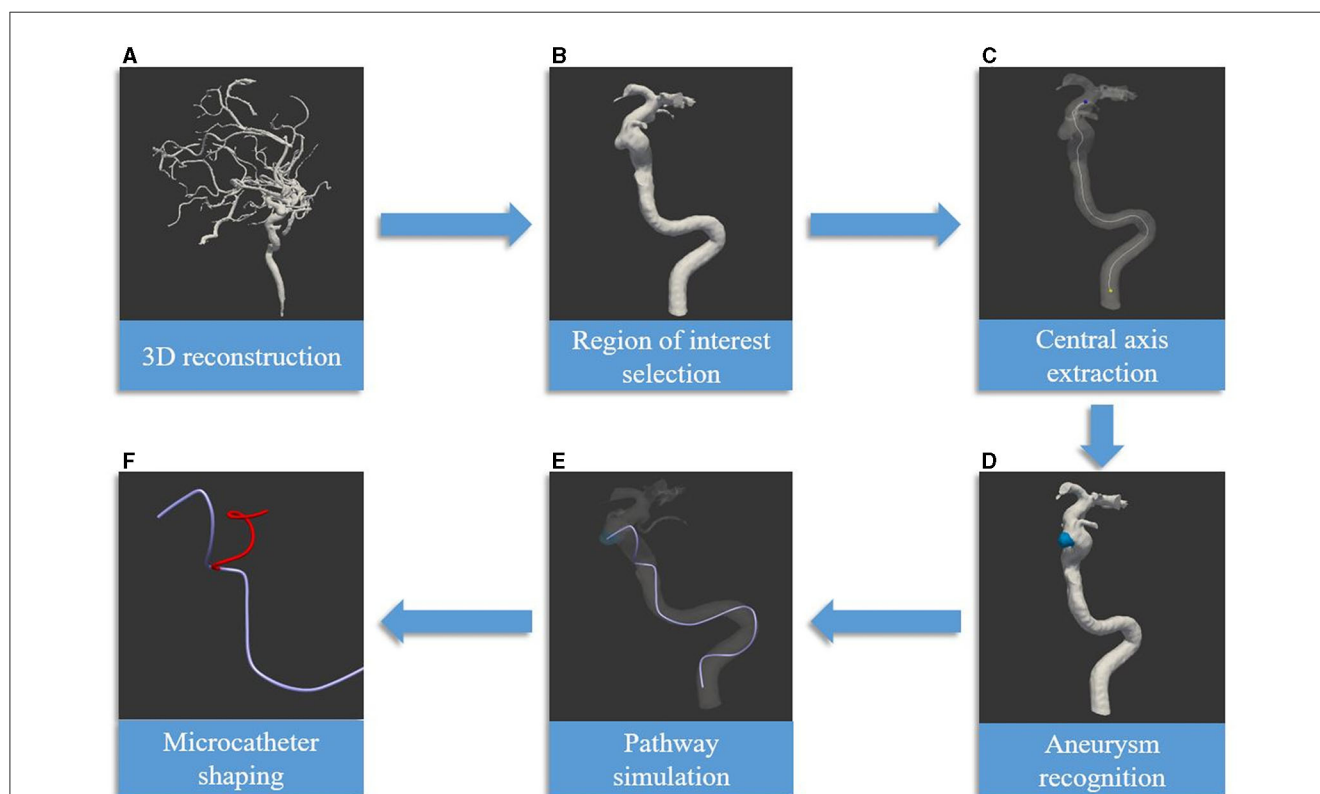 A
3D reconstruction
B
Region of interest
selection
C
Central axis
extraction
D
Aneurysm
recognition
E
Pathway
simulation
F
Microcatheter
shaping